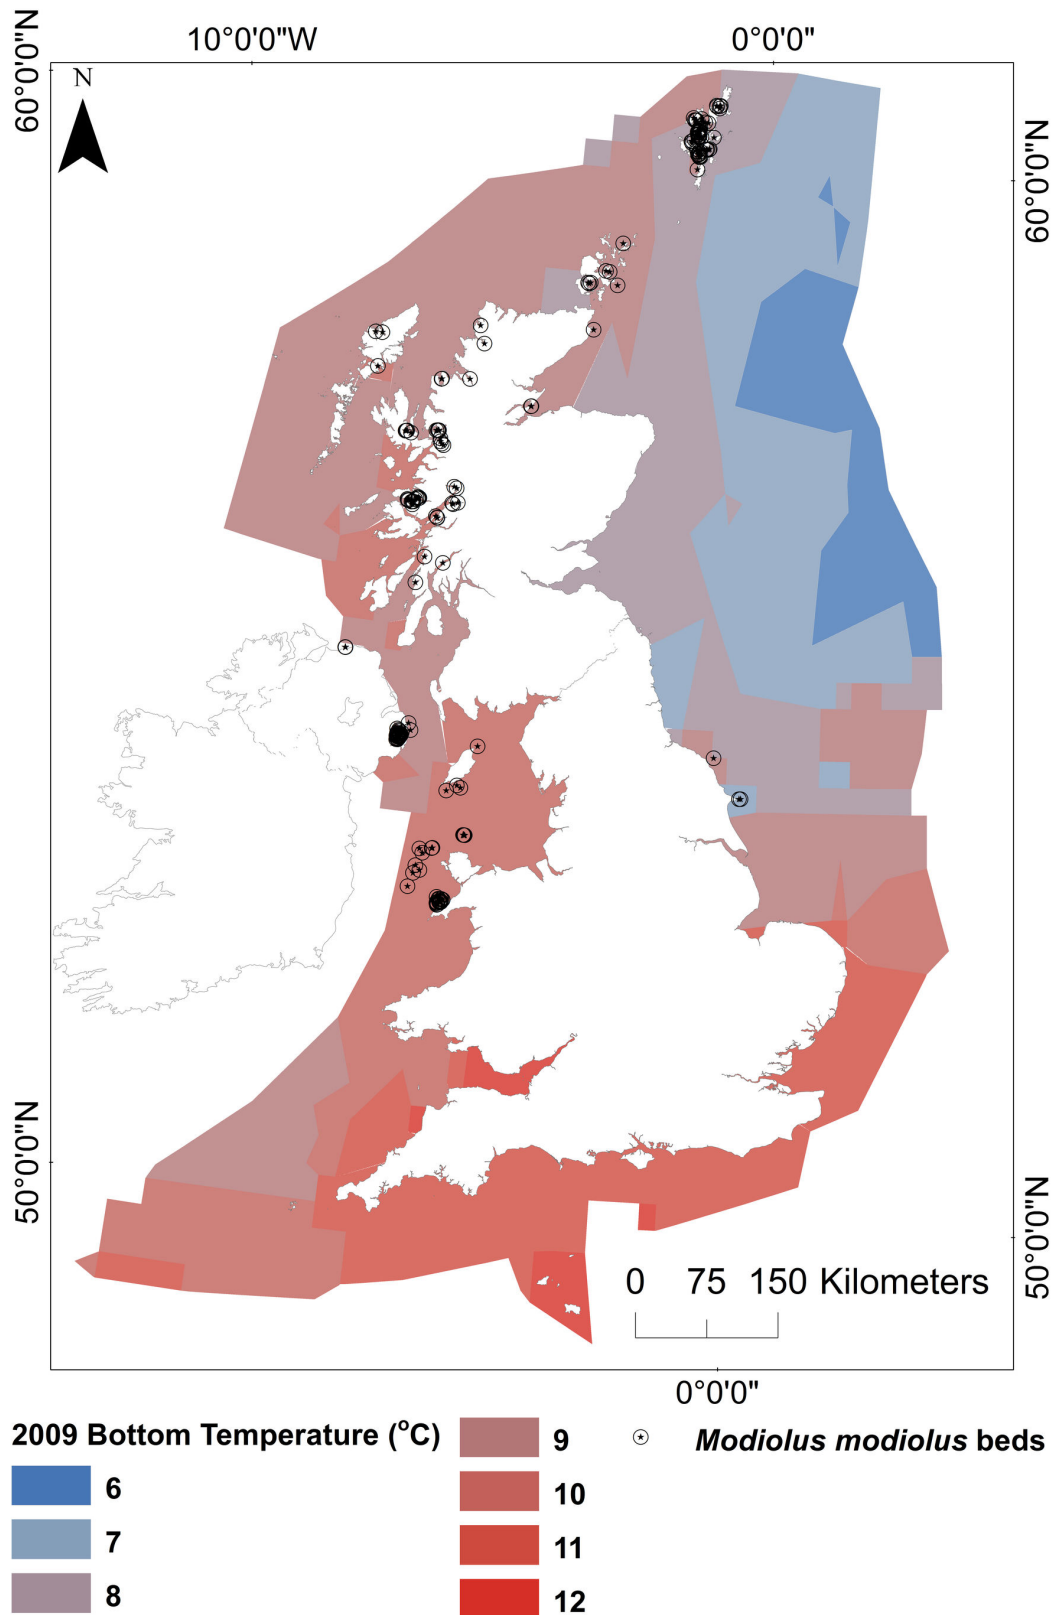 10°0'0"W 0°0'0"
60°0'0"N
N
60°0'0"N
50°0'0"N
50°0'0"N
0 75 150 Kilometers
0°0'0"
2009 Bottom Temperature (°C)
6
7
8
9
10
11
12
Modiolus modiolus beds